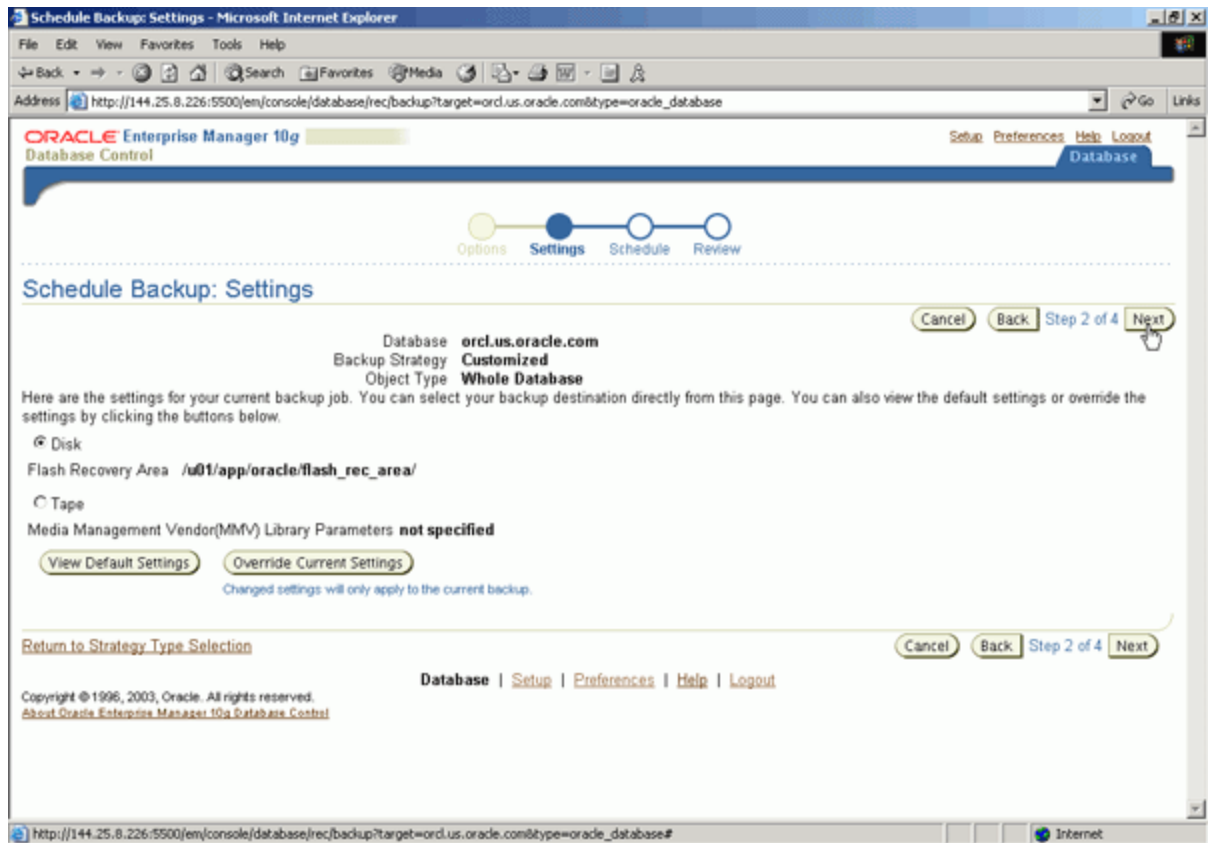 Schedule Backup: Settings - Microsoft Internet Explorer
File Edit View Favorites Tools Help
Back Search Favorites Media
Address http://144.25.8.226:5500/em/console/database/rec/backup?target=orcl.us.oracle.com&type=oracle_database Go Links
ORACLE Enterprise Manager 10g
Database Control
Setup Preferences Help Logout
Database
Options Settings Schedule Review
Schedule Backup: Settings
Cancel Back Step 2 of 4 Next
Database orcl.us.oracle.com
Backup Strategy Customized
Object Type Whole Database
Here are the settings for your current backup job. You can select your backup destination directly from this page. You can also view the default settings or override the
settings by clicking the buttons below.
Disk
Flash Recovery Area /u01/app/oracle/flash_rec_area/
Tape
Media Management Vendor(MMV) Library Parameters not specified
View Default Settings Override Current Settings
Changed settings will only apply to the current backup.
Return to Strategy Type Selection
Cancel Back Step 2 of 4 Next
Database | Setup | Preferences | Help | Logout
Copyright © 1996, 2003, Oracle. All rights reserved.
About Oracle Enterprise Manager 10g Database Control
http://144.25.8.226:5500/em/console/database/rec/backup?target=orcl.us.oracle.com&type=oracle_database# Internet